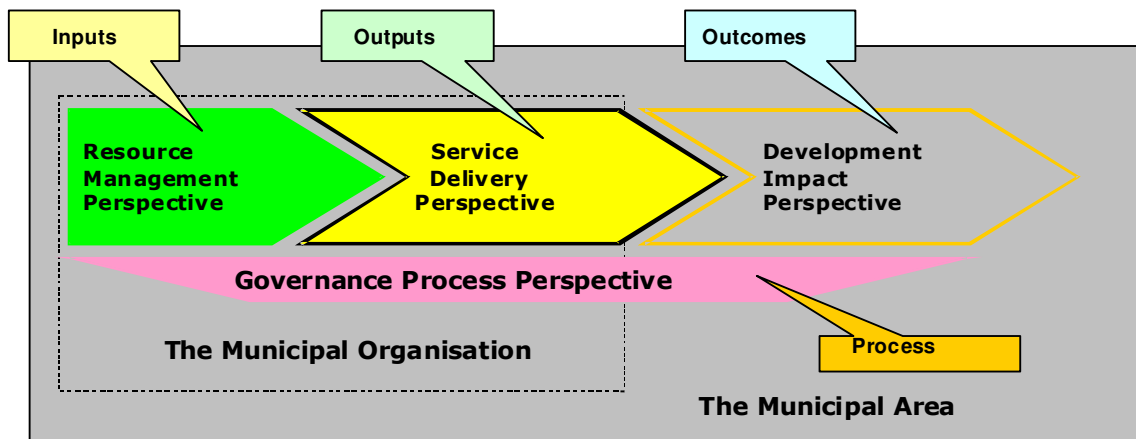 Inputs
Outputs
Outcomes
Resource
Management
Perspective
Service
Delivery
Perspective
Development
Impact
Perspective
Governance Process Perspective
Process
The Municipal Organisation
The Municipal Area